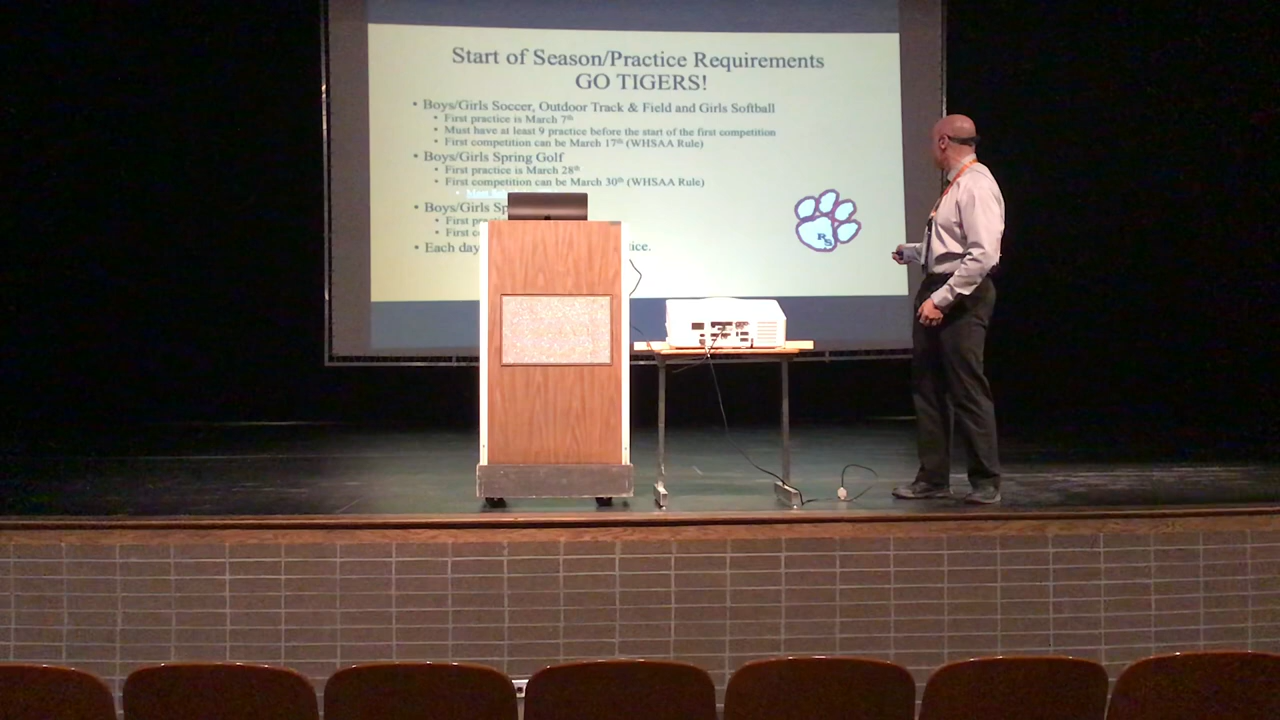 Start of Season/Practice Requirements
GO TIGERS!
• Boys/Girls Soccer, Outdoor Track & Field and Girls Softball
• First practice is March 7th
• Must have at least 9 practice before the start of the first competition
• First competition can be March 17th (WHSAA Rule)
• Boys/Girls Spring Golf
• First practice is March 28th
• First competition can be March 30th (WHSAA Rule)
• Boys/Girls Sp
• First
• First
• Each day
RS